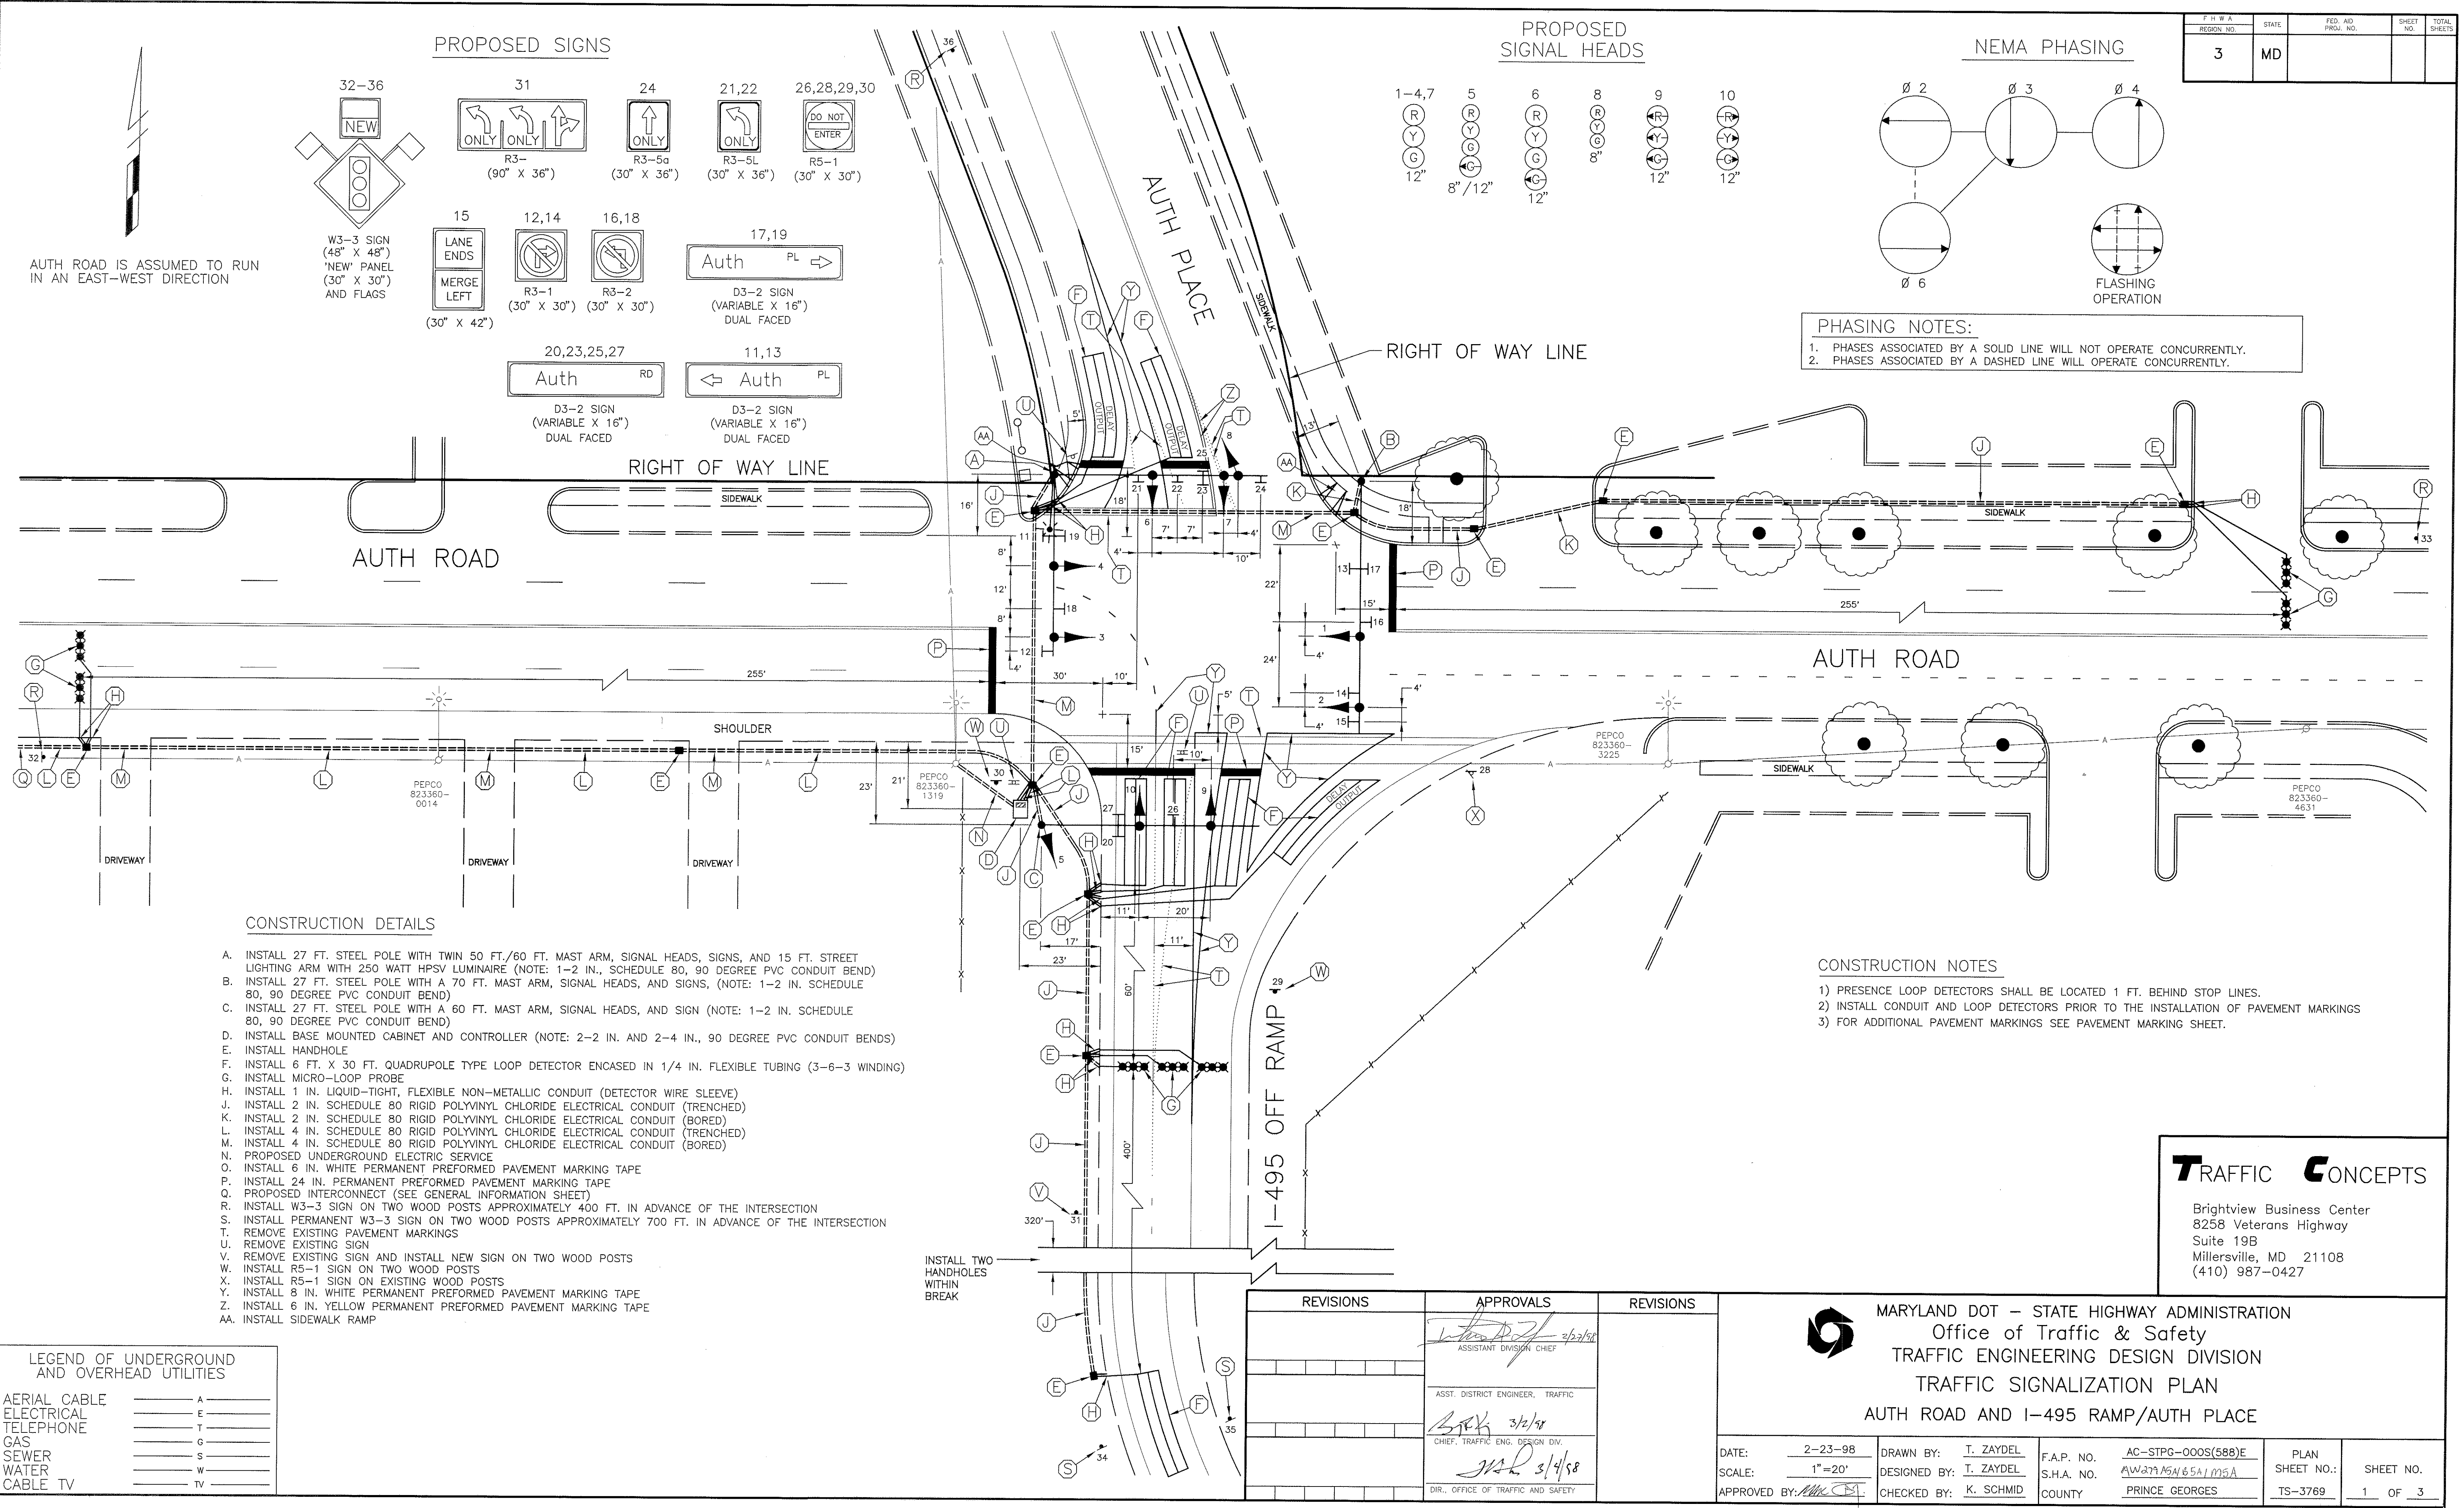 PROPOSED SIGNS
32-36
NEW
W3-3 SIGN
(48" X 48")
'NEW' PANEL
(30" X 30")
AND FLAGS
31
ONLY ONLY
R3-
(90" X 36")
24
ONLY
R3-5a
(30" X 36")
21,22
ONLY
R3-5L
(30" X 36")
26,28,29,30
DO NOT
ENTER
R5-1
(30" X 30")
15
LANE
ENDS
MERGE
LEFT
(30" X 42")
12,14
R3-1
(30" X 30")
16,18
R3-2
(30" X 30")
17,19
Auth PL
D3-2 SIGN
(VARIABLE X 16")
DUAL FACED
20,23,25,27
Auth RD
D3-2 SIGN
(VARIABLE X 16")
DUAL FACED
11,13
Auth PL
D3-2 SIGN
(VARIABLE X 16")
DUAL FACED
AUTH ROAD IS ASSUMED TO RUN
IN AN EAST-WEST DIRECTION
PROPOSED
SIGNAL HEADS
1-4,7
R
Y
G
12"
5
R
Y
G
G
8"/12"
6
R
Y
G
G
12"
8
R
Y
G
8"
9
R
Y
G
12"
10
R
Y
G
12"
NEMA PHASING
Ø 2
Ø 3
Ø 4
Ø 6
FLASHING
OPERATION
PHASING NOTES:
1. PHASES ASSOCIATED BY A SOLID LINE WILL NOT OPERATE CONCURRENTLY.
2. PHASES ASSOCIATED BY A DASHED LINE WILL OPERATE CONCURRENTLY.
F H W A
REGION NO.
STATE
FED. AID
PROJ. NO.
SHEET
NO.
TOTAL
SHEETS
3
MD
AUTH PLACE
SIDEWALK
RIGHT OF WAY LINE
RIGHT OF WAY LINE
SIDEWALK
AUTH ROAD
DELAY
OUTPUT
DELAY
OUTPUT
SIDEWALK
255'
AUTH ROAD
255'
SHOULDER
PEPCO
823360-
0014
PEPCO
823360-
1319
PEPCO
823360-
3225
PEPCO
823360-
4631
SIDEWALK
DRIVEWAY
DRIVEWAY
DRIVEWAY
DELAY
OUTPUT
I-495 OFF RAMP
60'
400'
320'
INSTALL TWO
HANDHOLES
WITHIN
BREAK
CONSTRUCTION DETAILS
A. INSTALL 27 FT. STEEL POLE WITH TWIN 50 FT./60 FT. MAST ARM, SIGNAL HEADS, SIGNS, AND 15 FT. STREET
LIGHTING ARM WITH 250 WATT HPSV LUMINAIRE (NOTE: 1-2 IN., SCHEDULE 80, 90 DEGREE PVC CONDUIT BEND)
B. INSTALL 27 FT. STEEL POLE WITH A 70 FT. MAST ARM, SIGNAL HEADS, AND SIGNS, (NOTE: 1-2 IN. SCHEDULE
80, 90 DEGREE PVC CONDUIT BEND)
C. INSTALL 27 FT. STEEL POLE WITH A 60 FT. MAST ARM, SIGNAL HEADS, AND SIGN (NOTE: 1-2 IN. SCHEDULE
80, 90 DEGREE PVC CONDUIT BEND)
D. INSTALL BASE MOUNTED CABINET AND CONTROLLER (NOTE: 2-2 IN. AND 2-4 IN., 90 DEGREE PVC CONDUIT BENDS)
E. INSTALL HANDHOLE
F. INSTALL 6 FT. X 30 FT. QUADRUPOLE TYPE LOOP DETECTOR ENCASED IN 1/4 IN. FLEXIBLE TUBING (3-6-3 WINDING)
G. INSTALL MICRO-LOOP PROBE
H. INSTALL 1 IN. LIQUID-TIGHT, FLEXIBLE NON-METALLIC CONDUIT (DETECTOR WIRE SLEEVE)
J. INSTALL 2 IN. SCHEDULE 80 RIGID POLYVINYL CHLORIDE ELECTRICAL CONDUIT (TRENCHED)
K. INSTALL 2 IN. SCHEDULE 80 RIGID POLYVINYL CHLORIDE ELECTRICAL CONDUIT (BORED)
L. INSTALL 4 IN. SCHEDULE 80 RIGID POLYVINYL CHLORIDE ELECTRICAL CONDUIT (TRENCHED)
M. INSTALL 4 IN. SCHEDULE 80 RIGID POLYVINYL CHLORIDE ELECTRICAL CONDUIT (BORED)
N. PROPOSED UNDERGROUND ELECTRIC SERVICE
O. INSTALL 6 IN. WHITE PERMANENT PREFORMED PAVEMENT MARKING TAPE
P. INSTALL 24 IN. PERMANENT PREFORMED PAVEMENT MARKING TAPE
Q. PROPOSED INTERCONNECT (SEE GENERAL INFORMATION SHEET)
R. INSTALL W3-3 SIGN ON TWO WOOD POSTS APPROXIMATELY 400 FT. IN ADVANCE OF THE INTERSECTION
S. INSTALL PERMANENT W3-3 SIGN ON TWO WOOD POSTS APPROXIMATELY 700 FT. IN ADVANCE OF THE INTERSECTION
T. REMOVE EXISTING PAVEMENT MARKINGS
U. REMOVE EXISTING SIGN
V. REMOVE EXISTING SIGN AND INSTALL NEW SIGN ON TWO WOOD POSTS
W. INSTALL R5-1 SIGN ON TWO WOOD POSTS
X. INSTALL R5-1 SIGN ON EXISTING WOOD POSTS
Y. INSTALL 8 IN. WHITE PERMANENT PREFORMED PAVEMENT MARKING TAPE
Z. INSTALL 6 IN. YELLOW PERMANENT PREFORMED PAVEMENT MARKING TAPE
AA. INSTALL SIDEWALK RAMP
CONSTRUCTION NOTES
1) PRESENCE LOOP DETECTORS SHALL BE LOCATED 1 FT. BEHIND STOP LINES.
2) INSTALL CONDUIT AND LOOP DETECTORS PRIOR TO THE INSTALLATION OF PAVEMENT MARKINGS
3) FOR ADDITIONAL PAVEMENT MARKINGS SEE PAVEMENT MARKING SHEET.
LEGEND OF UNDERGROUND
AND OVERHEAD UTILITIES
AERIAL CABLE A
ELECTRICAL E
TELEPHONE T
GAS G
SEWER S
WATER W
CABLE TV TV
TRAFFIC CONCEPTS
Brightview Business Center
8258 Veterans Highway
Suite 19B
Millersville, MD 21108
(410) 987-0427
REVISIONS
APPROVALS
REVISIONS
2/27/98
ASSISTANT DIVISION CHIEF
ASST. DISTRICT ENGINEER, TRAFFIC
3/2/98
CHIEF, TRAFFIC ENG. DESIGN DIV.
3/4/98
DIR., OFFICE OF TRAFFIC AND SAFETY
MARYLAND DOT - STATE HIGHWAY ADMINISTRATION
Office of Traffic & Safety
TRAFFIC ENGINEERING DESIGN DIVISION
TRAFFIC SIGNALIZATION PLAN
AUTH ROAD AND I-495 RAMP/AUTH PLACE
DATE: 2-23-98
SCALE: 1"=20'
APPROVED BY:
DRAWN BY: T. ZAYDEL
DESIGNED BY: T. ZAYDEL
CHECKED BY: K. SCHMID
F.A.P. NO. AC-STPG-000S(588)E
S.H.A. NO.
COUNTY PRINCE GEORGES
PLAN
SHEET NO.:
TS-3769
SHEET NO.
1 OF 3